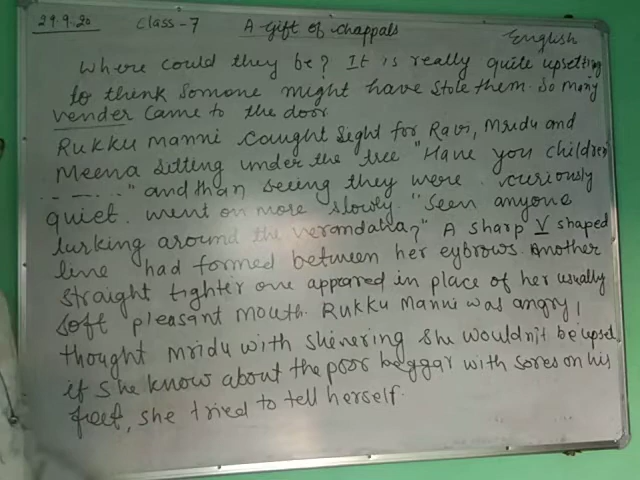 29.9.20 Class-7 A Gift of chappals English
Where could they be? It is really quite upsetting
to think Somone might have stole them. So many
vender Came to the door.
Rukku manni Caught Sight for Ravi, Mridu and
Meena Sitting under the tree "Have you children
......." and than seeing they were curiously
quiet. went on more slowly. "Seen anyone
lurking around the verandaha?" A sharp V shaped
line had formed between her eybrows. Another
straight tighter one appeared in place of her usually
soft pleasant mouth. Rukku Manni was angry,
thought mridu with shivering She wouldn't be upset
if she know about the poor beggar with sores on his
feet, she tried to tell herself.